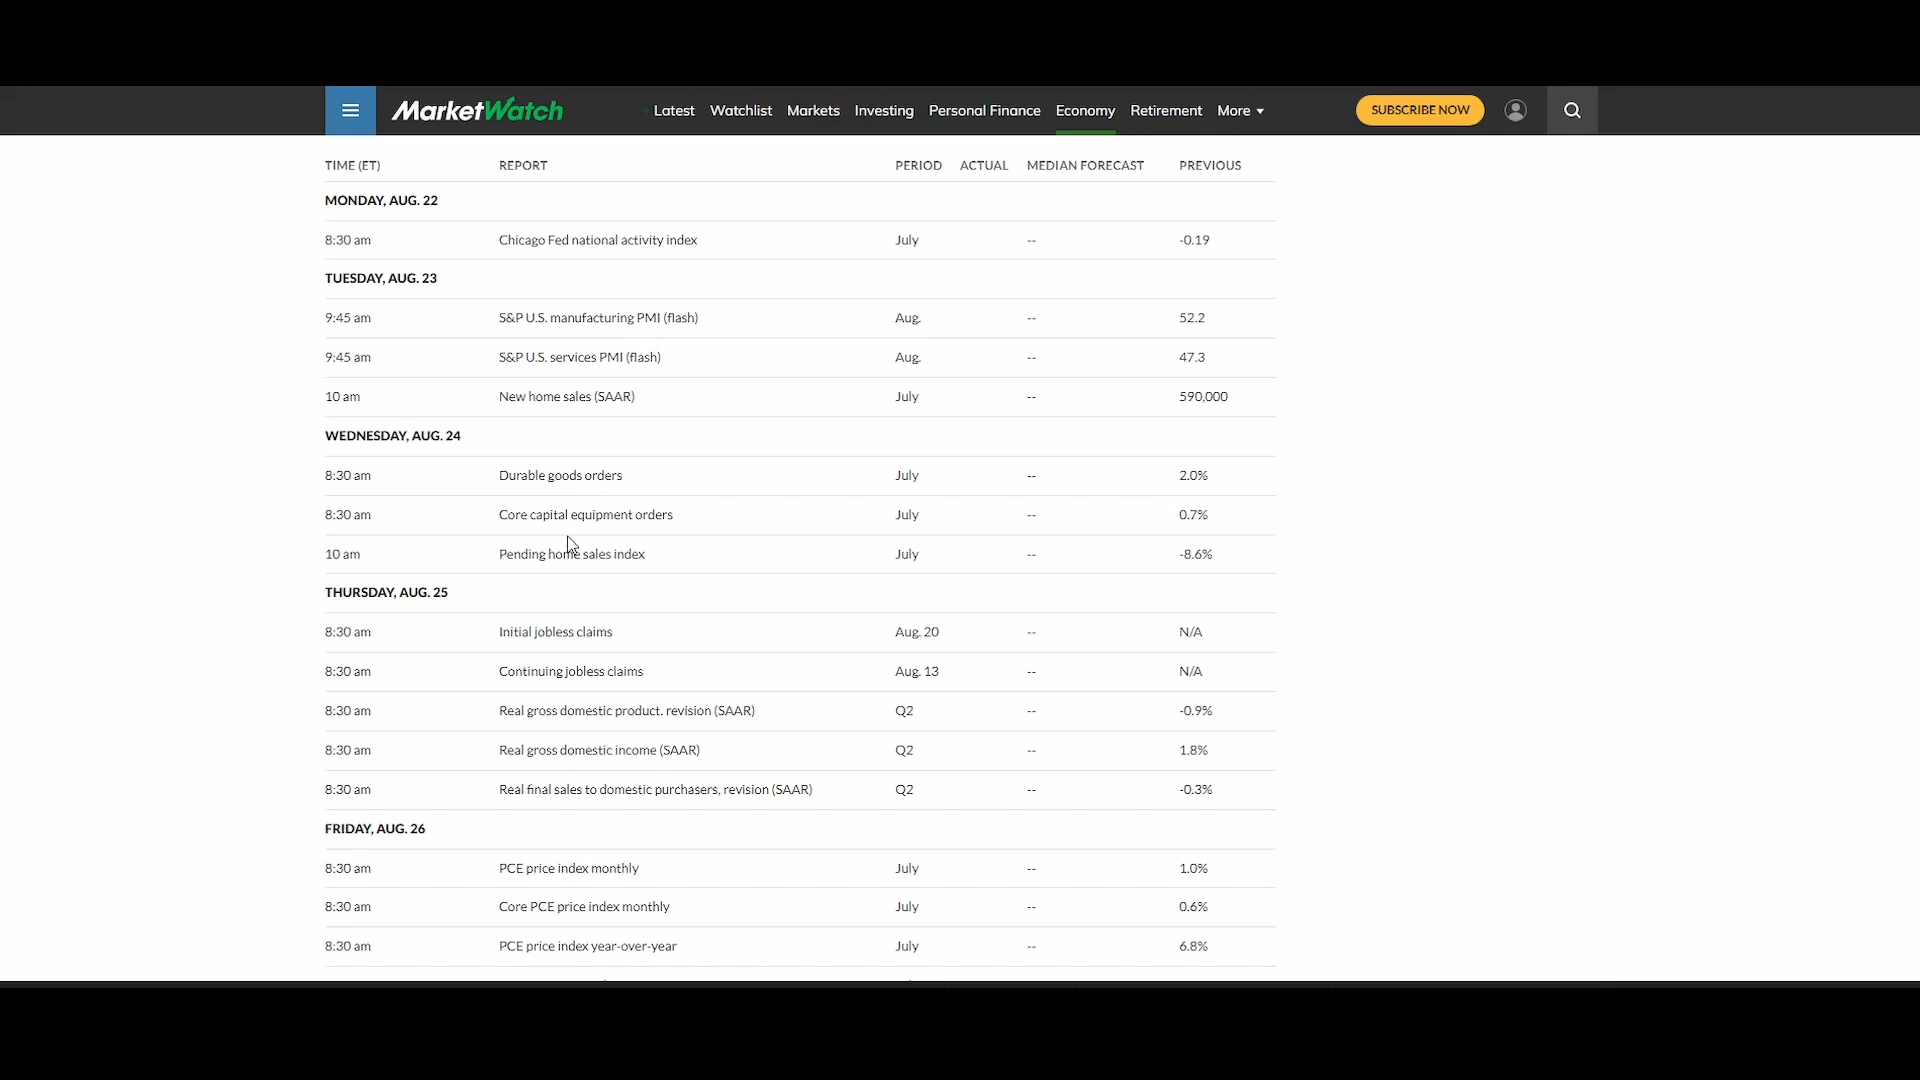 MarketWatch Latest Watchlist Markets Investing Personal Finance Economy Retirement More SUBSCRIBE NOW
TIME (ET) REPORT PERIOD ACTUAL MEDIAN FORECAST PREVIOUS
MONDAY, AUG. 22
8:30 am Chicago Fed national activity index July -- -0.19
TUESDAY, AUG. 23
9:45 am S&P U.S. manufacturing PMI (flash) Aug. -- 52.2
9:45 am S&P U.S. services PMI (flash) Aug. -- 47.3
10 am New home sales (SAAR) July -- 590,000
WEDNESDAY, AUG. 24
8:30 am Durable goods orders July -- 2.0%
8:30 am Core capital equipment orders July -- 0.7%
10 am Pending home sales index July -- -8.6%
THURSDAY, AUG. 25
8:30 am Initial jobless claims Aug. 20 -- N/A
8:30 am Continuing jobless claims Aug. 13 -- N/A
8:30 am Real gross domestic product. revision (SAAR) Q2 -- -0.9%
8:30 am Real gross domestic income (SAAR) Q2 -- 1.8%
8:30 am Real final sales to domestic purchasers, revision (SAAR) Q2 -- -0.3%
FRIDAY, AUG. 26
8:30 am PCE price index monthly July -- 1.0%
8:30 am Core PCE price index monthly July -- 0.6%
8:30 am PCE price index year-over-year July -- 6.8%